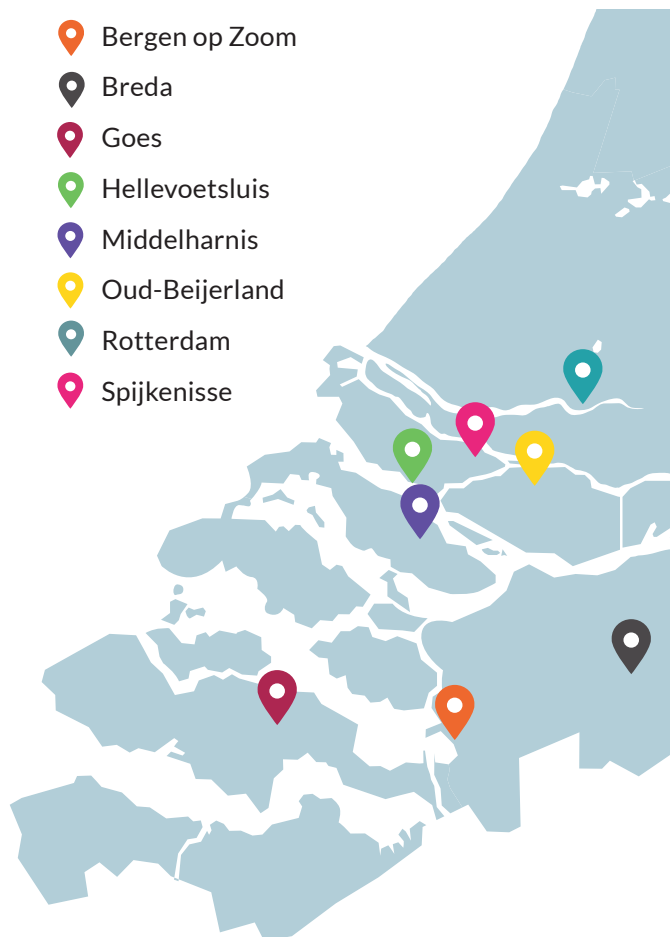 Bergen op Zoom
Breda
Goes
Hellevoetsluis
Middelharnis
Oud-Beijerland
Rotterdam
Spijkenisse